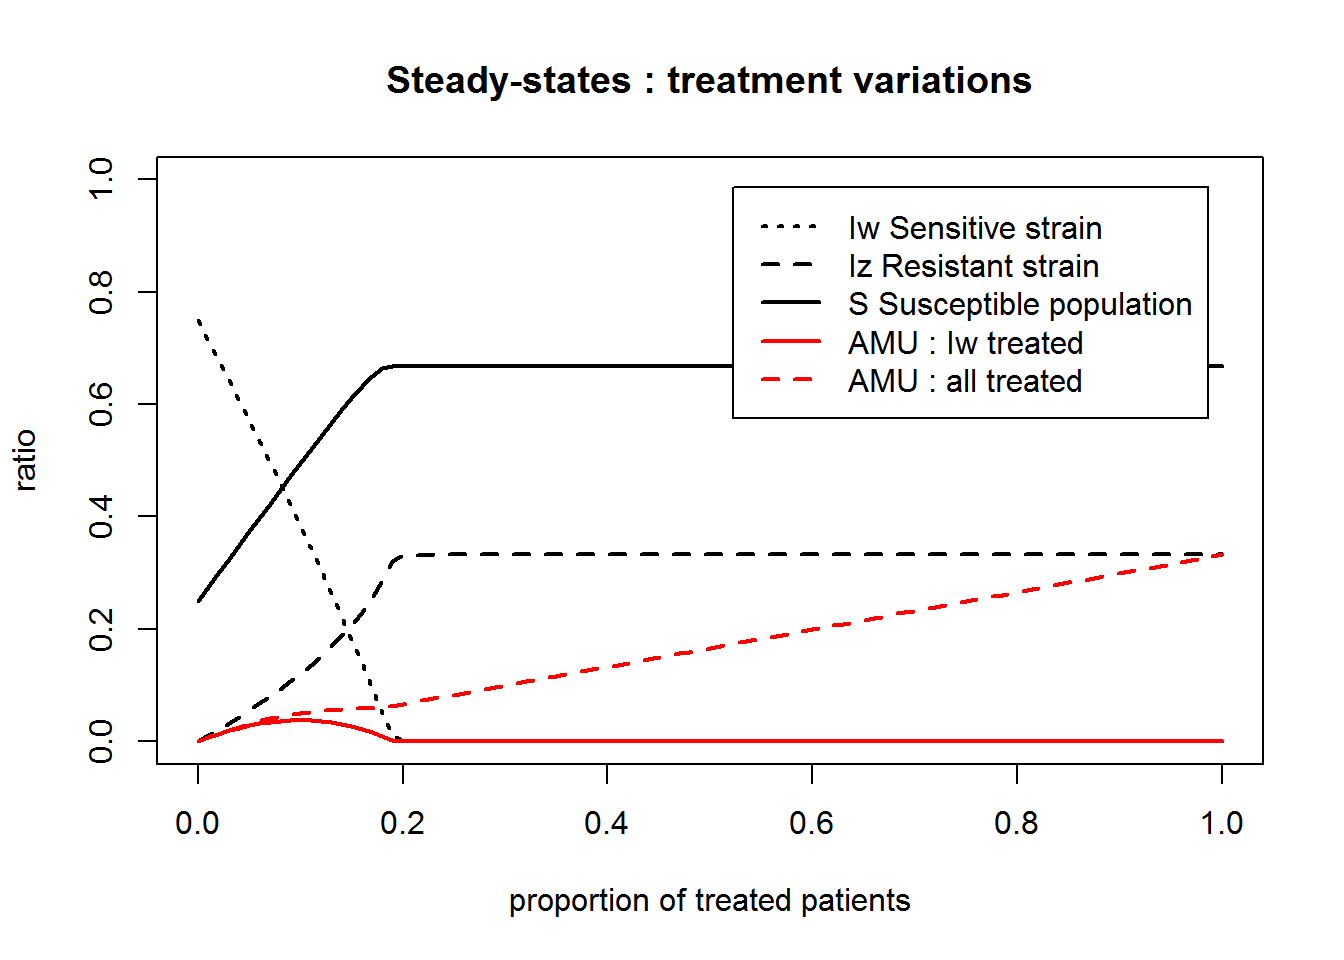 Steady-states : treatment variations
ratio
1.0
0.8
0.6
0.4
0.2
0.0
Iw Sensitive strain
Iz Resistant strain
S Susceptible population
AMU : Iw treated
AMU : all treated
0.0 0.2 0.4 0.6 0.8 1.0
proportion of treated patients